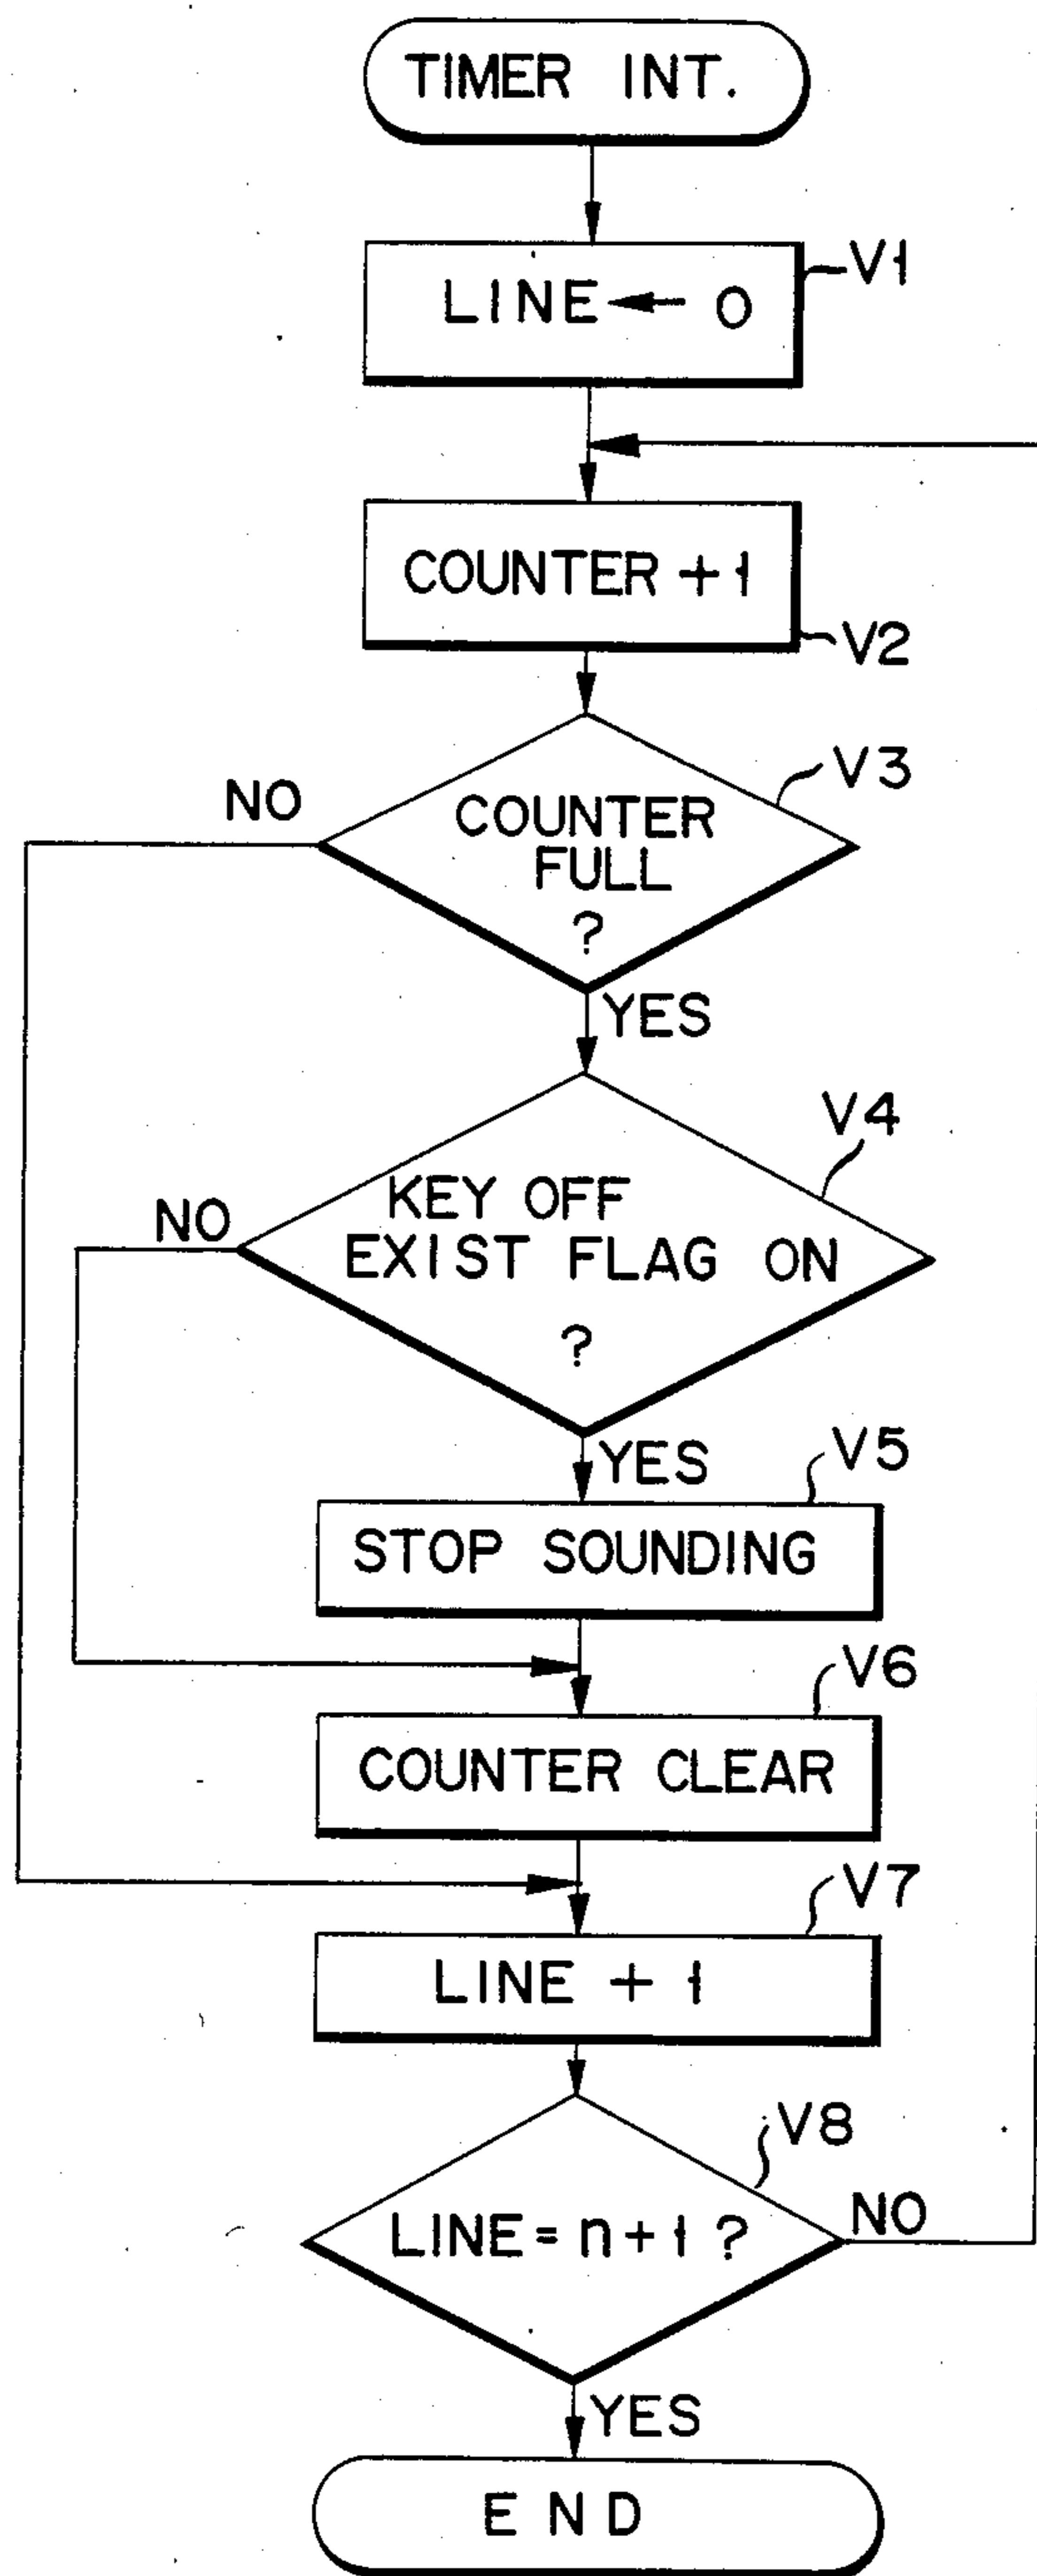 TIMER INT.
LINE ← 0
V1
COUNTER + 1
V2
V3
NO
COUNTER
FULL
?
YES
V4
NO
KEY OFF
EXIST FLAG ON
?
YES
V5
STOP SOUNDING
V6
COUNTER CLEAR
V7
LINE + 1
V8
LINE = n + 1 ?
NO
YES
END